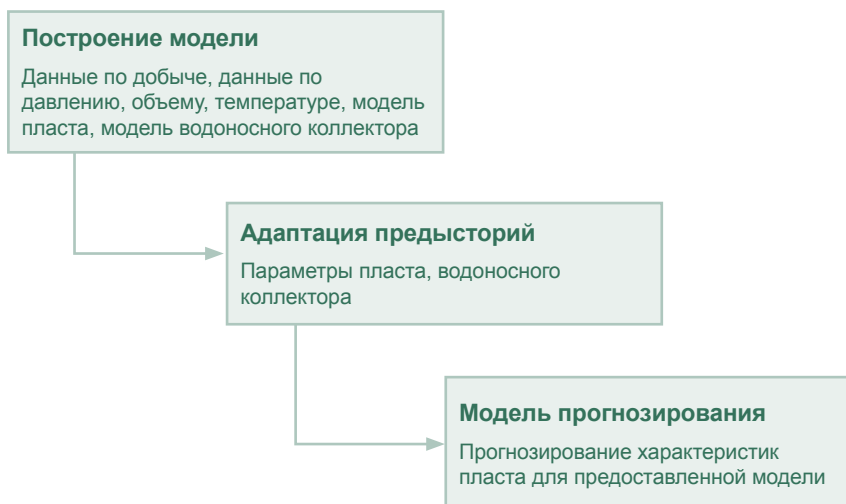 Построение модели
Данные по добыче, данные по
давлению, объему, температуре, модель
пласта, модель водоносного коллектора
Адаптация предысторий
Параметры пласта, водоносного
коллектора
Модель прогнозирования
Прогнозирование характеристик
пласта для предоставленной модели